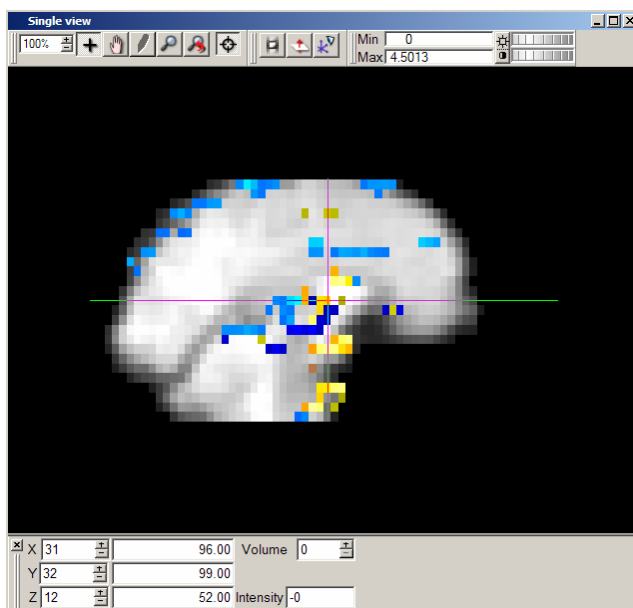 Single view
100% Min 0
Max 4.5013
X 31 96.00 Volume 0
Y 32 99.00
Z 12 52.00 Intensity -0